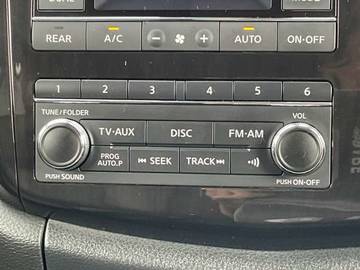 REAR A/C − + AUTO ON·OFF
1 2 3 4 5 6
TUNE/FOLDER VOL
TV·AUX DISC FM·AM
PROG
AUTO.P SEEK TRACK
PUSH SOUND PUSH ON·OFF